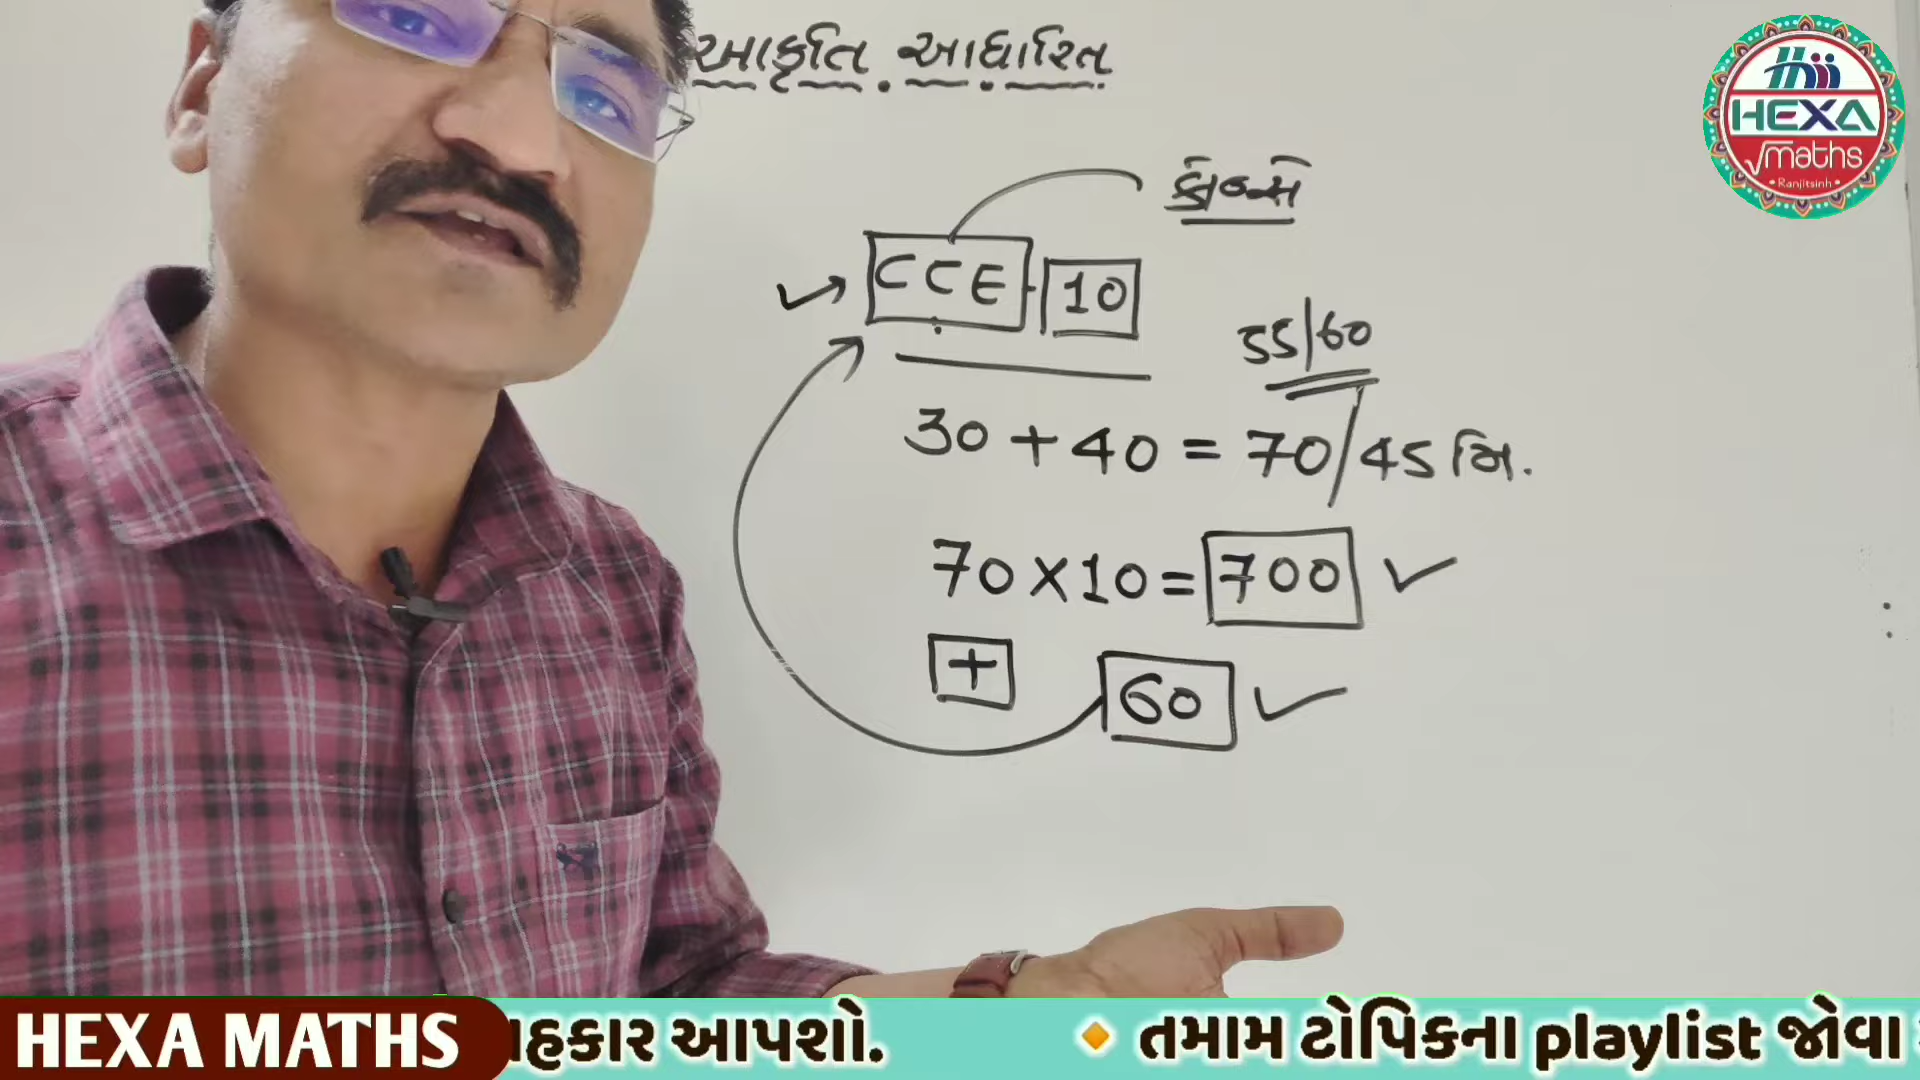 આકૃતિ આધારિત
કોન્સે
CCE
10
55/60
30 + 40 = 70/45 મિ.
70 × 10 = 700
+
60
HEXA
maths
Ranjitsinh
HEXA MATHS
હકાર આપશો. 🔸 તમામ ટોપિકના playlist જોવા